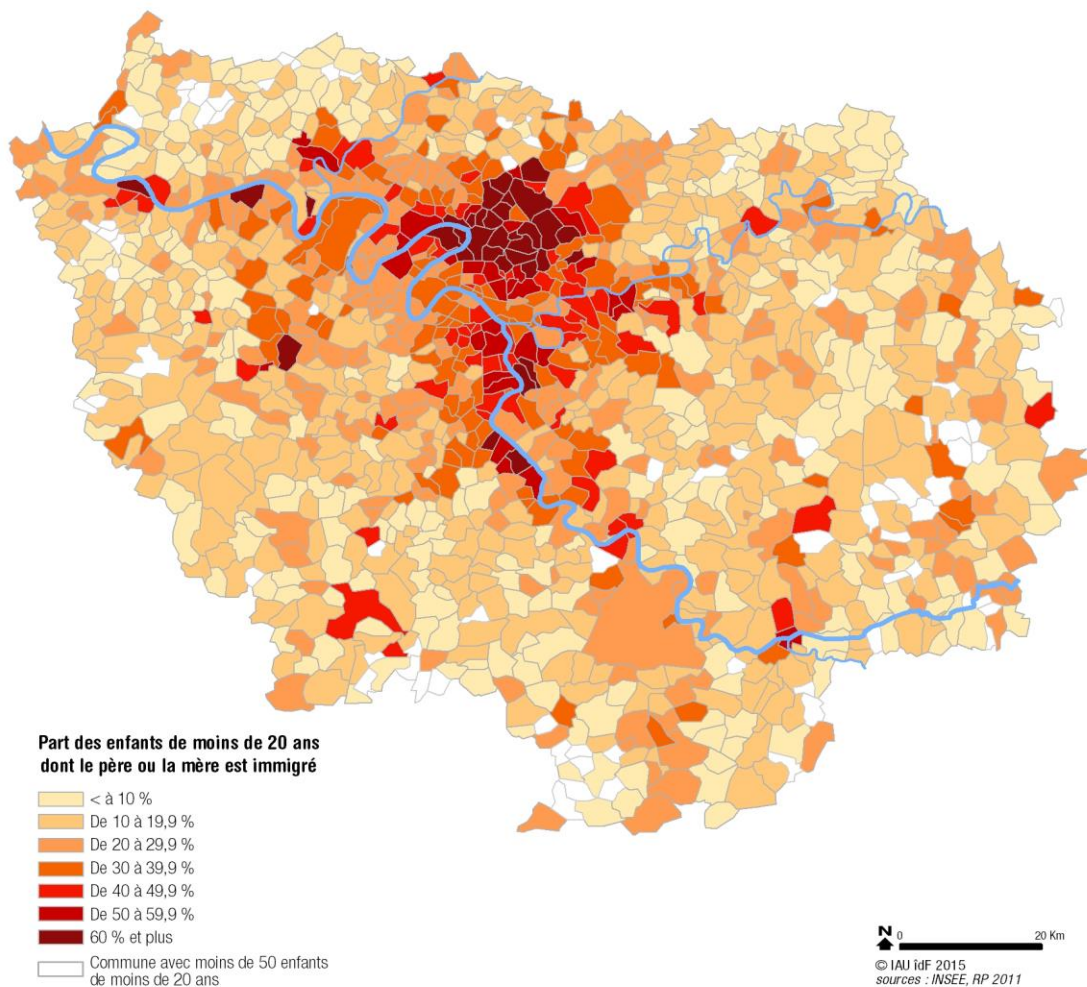 Part des enfants de moins de 20 ans
dont le père ou la mère est immigré
< à 10 %
De 10 à 19,9 %
De 20 à 29,9 %
De 30 à 39,9 %
De 40 à 49,9 %
De 50 à 59,9 %
60 % et plus
Commune avec moins de 50 enfants
de moins de 20 ans
N 0 20 Km
© IAU îdF 2015
sources : INSEE, RP 2011